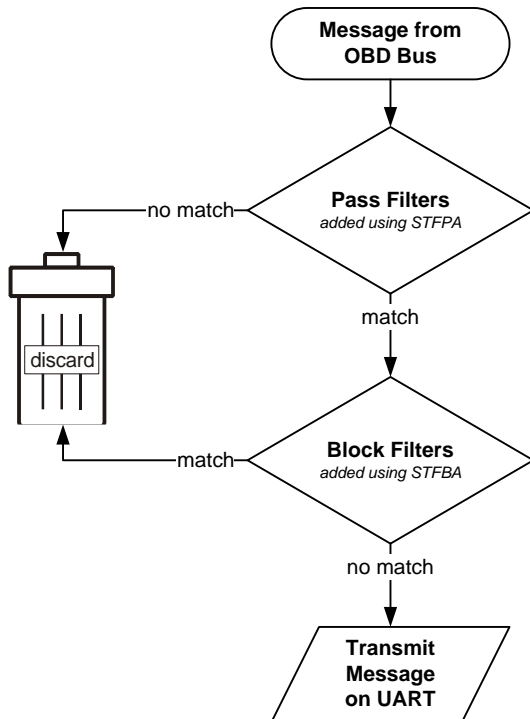 Message from
OBD Bus
Pass Filters
added using STFPA
no match
match
discard
Block Filters
added using STFBA
match
no match
Transmit
Message
on UART